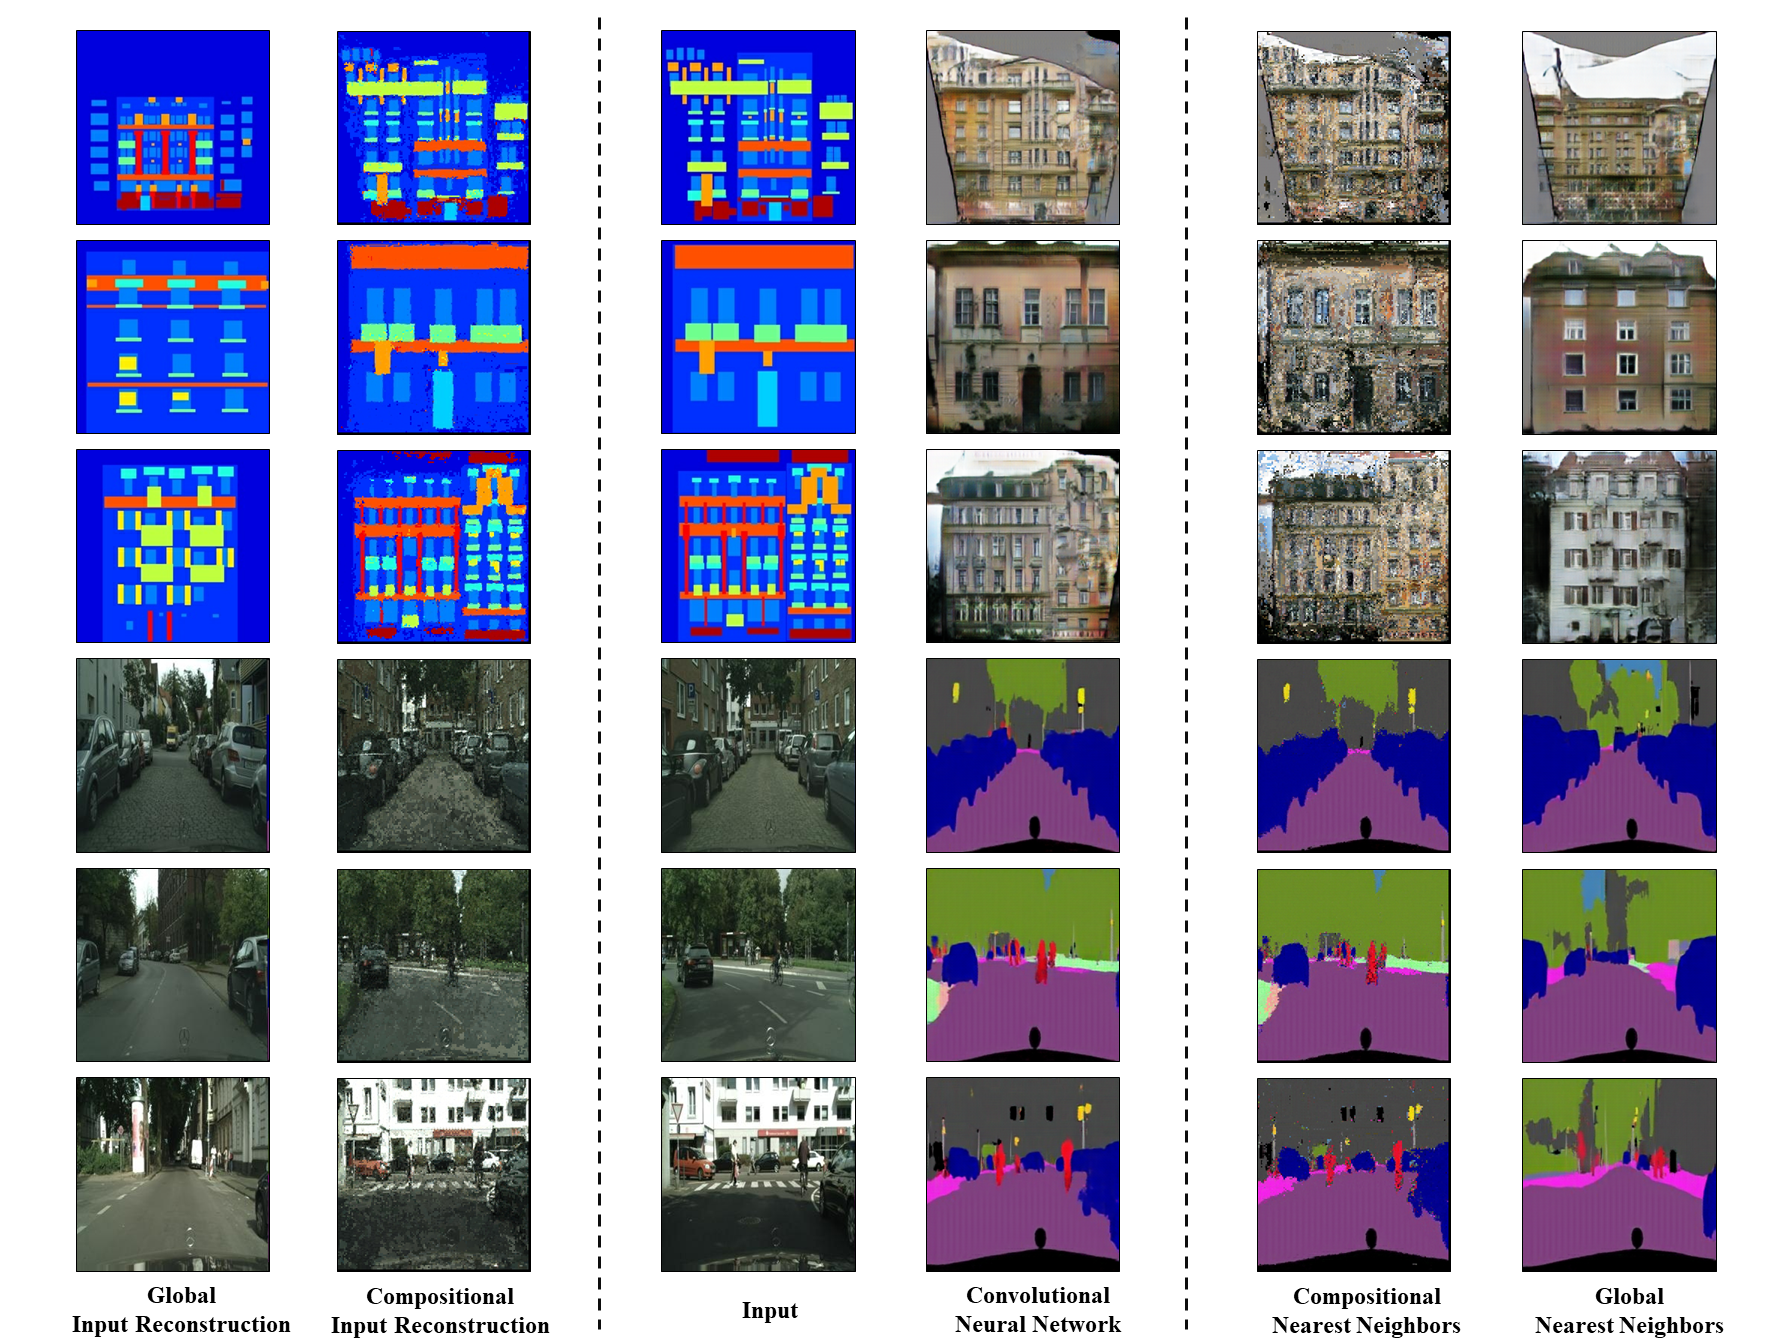 Global
Input Reconstruction
Compositional
Input Reconstruction
Input
Convolutional
Neural Network
Compositional
Nearest Neighbors
Global
Nearest Neighbors